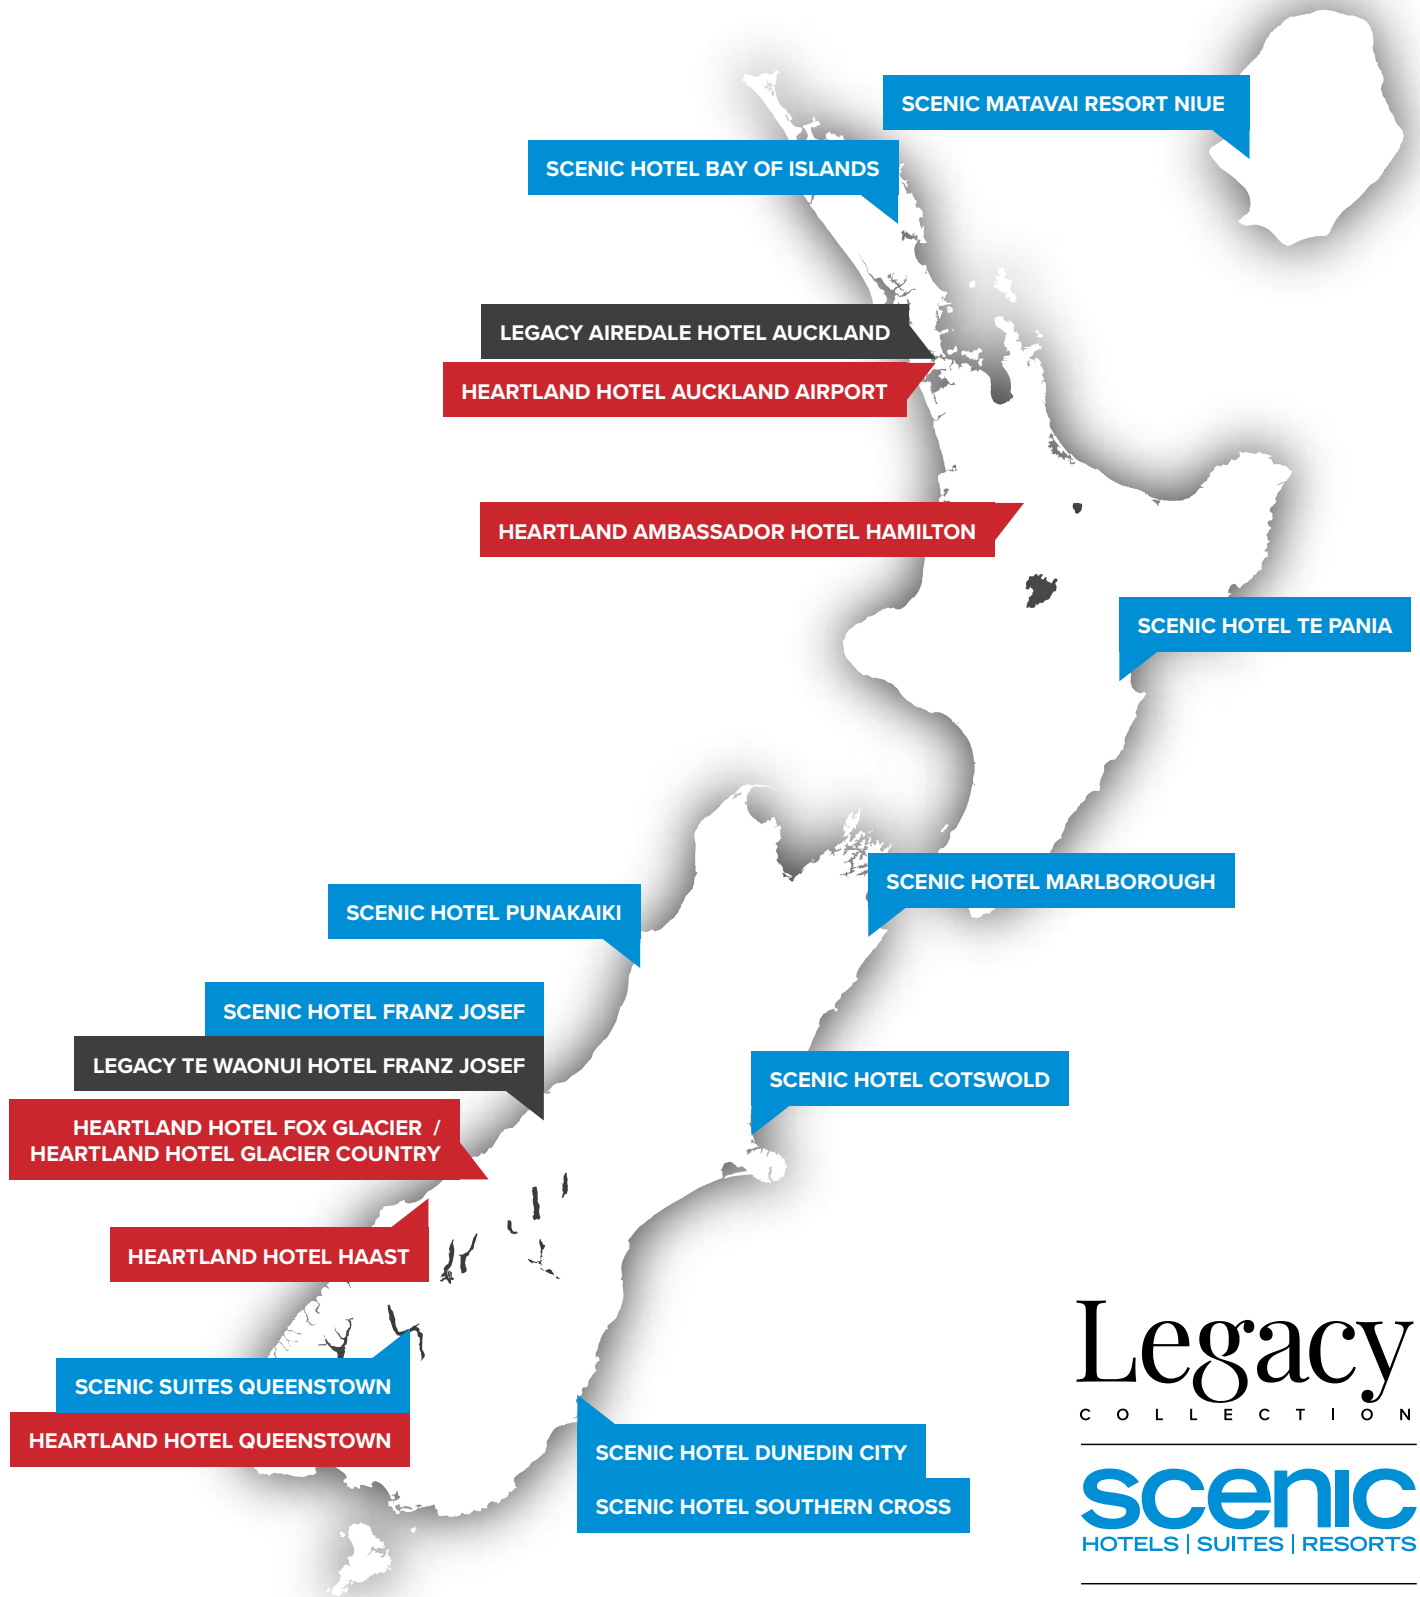 SCENIC MATAVAI RESORT NIUE
SCENIC HOTEL BAY OF ISLANDS
LEGACY AIREDALE HOTEL AUCKLAND
HEARTLAND HOTEL AUCKLAND AIRPORT
HEARTLAND AMBASSADOR HOTEL HAMILTON
SCENIC HOTEL TE PANIA
SCENIC HOTEL MARLBOROUGH
SCENIC HOTEL PUNAKAIKI
SCENIC HOTEL FRANZ JOSEF
LEGACY TE WAONUI HOTEL FRANZ JOSEF
SCENIC HOTEL COTSWOLD
HEARTLAND HOTEL FOX GLACIER /
HEARTLAND HOTEL GLACIER COUNTRY
HEARTLAND HOTEL HAAST
SCENIC SUITES QUEENSTOWN
HEARTLAND HOTEL QUEENSTOWN
SCENIC HOTEL DUNEDIN CITY
SCENIC HOTEL SOUTHERN CROSS
Legacy
COLLECTION
scenic
HOTELS | SUITES | RESORTS